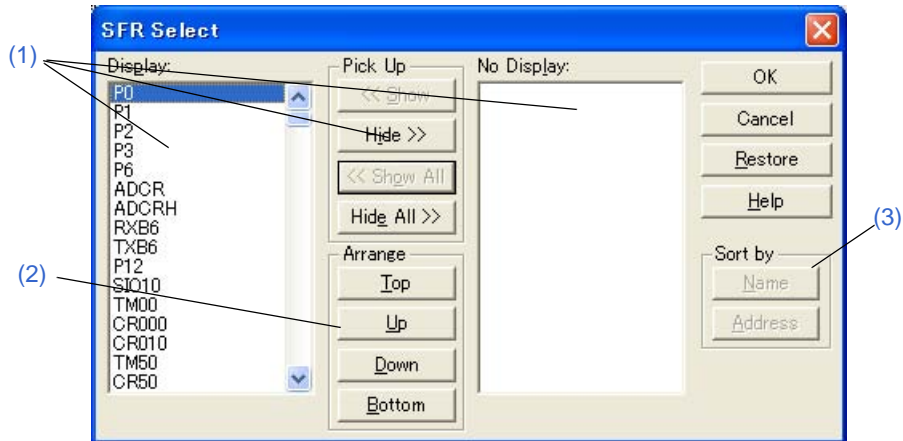 SFR Select
(1)
Display:
P0
P1
P2
P3
P6
ADCR
ADCRH
RXB6
TXB6
P12
SIO10
TM00
CR000
CR010
TM50
CR50
(2)
Pick Up
<< Show
Hide >>
<< Show All
Hide All >>
Arrange
Top
Up
Down
Bottom
No Display:
OK
Cancel
Restore
Help
(3)
Sort by
Name
Address